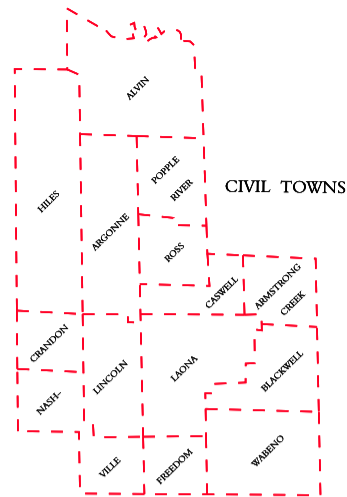 ALVIN
POPPLE
RIVER
CIVIL TOWNS
HILES
ARGONNE
ROSS
CASWELL
ARMSTRONG
CREEK
CRANDON
LINCOLN
LAONA
BLACKWELL
NASH-
VILLE
FREEDOM
WABENO